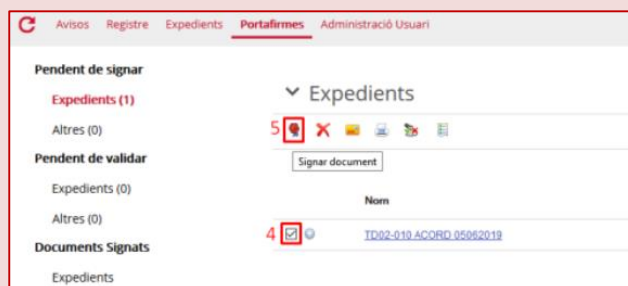 Avisos Registre Expedients Portafirmes Administració Usuari
Pendent de signar
Expedients (1)
Altres (0)
Pendent de validar
Expedients (0)
Altres (0)
Documents Signats
Expedients
Expedients
5
Signar document
Nom
4 TD02-010 ACORD 05062019